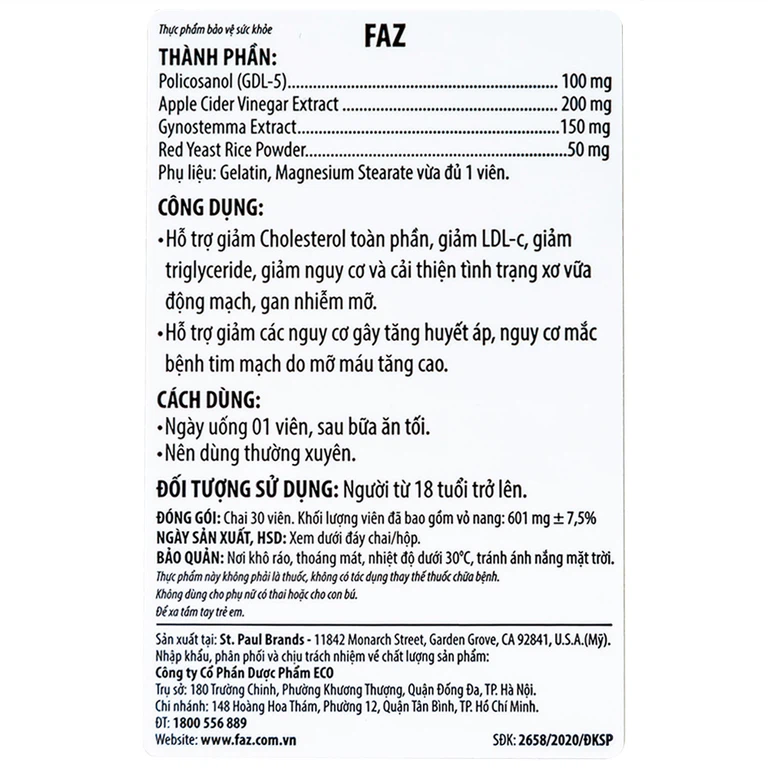 Thực phẩm bảo vệ sức khỏe
FAZ
THÀNH PHẦN:
Policosanol (GDL-5)............................................................ 100 mg
Apple Cider Vinegar Extract ................................................ 200 mg
Gynostemma Extract...........................................................150 mg
Red Yeast Rice Powder...........................................................50 mg
Phụ liệu: Gelatin, Magnesium Stearate vừa đủ 1 viên.
CÔNG DỤNG:
•Hỗ trợ giảm Cholesterol toàn phần, giảm LDL-c, giảm
triglyceride, giảm nguy cơ và cải thiện tình trạng xơ vữa
động mạch, gan nhiễm mỡ.
•Hỗ trợ giảm các nguy cơ gây tăng huyết áp, nguy cơ mắc
bệnh tim mạch do mỡ máu tăng cao.
CÁCH DÙNG:
•Ngày uống 01 viên, sau bữa ăn tối.
•Nên dùng thường xuyên.
ĐỐI TƯỢNG SỬ DỤNG: Người từ 18 tuổi trở lên.
ĐÓNG GÓI: Chai 30 viên. Khối lượng viên đã bao gồm vỏ nang: 601 mg ± 7,5%
NGÀY SẢN XUẤT, HSD: Xem dưới đáy chai/hộp.
BẢO QUẢN: Nơi khô ráo, thoáng mát, nhiệt độ dưới 30°C, tránh ánh nắng mặt trời.
Thực phẩm này không phải là thuốc, không có tác dụng thay thế thuốc chữa bệnh.
Không dùng cho phụ nữ có thai hoặc cho con bú.
Để xa tầm tay trẻ em.
Sản xuất tại: St. Paul Brands - 11842 Monarch Street, Garden Grove, CA 92841, U.S.A.(Mỹ).
Nhập khẩu, phân phối và chịu trách nhiệm về chất lượng sản phẩm:
Công ty Cổ Phần Dược Phẩm ECO
Trụ sở: 180 Trường Chinh, Phường Khương Thượng, Quận Đống Đa, TP. Hà Nội.
Chi nhánh: 148 Hoàng Hoa Thám, Phường 12, Quận Tân Bình, TP. Hồ Chí Minh.
ĐT: 1800 556 889
Website: www.faz.com.vn SĐK: 2658/2020/ĐKSP